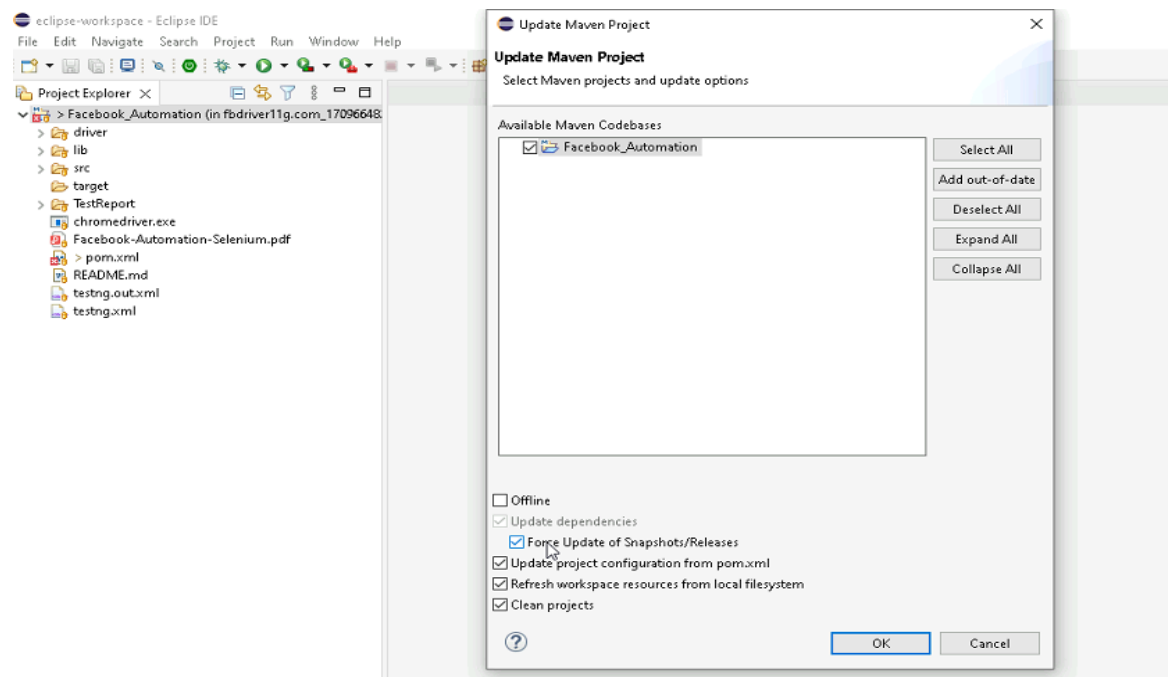 eclipse-workspace - Eclipse IDE
File Edit Navigate Search Project Run Window Help
Project Explorer
> Facebook_Automation (in fbdriver11g.com_17096648
driver
lib
src
target
TestReport
chromedriver.exe
Facebook-Automation-Selenium.pdf
> pom.xml
README.md
testng.out.xml
testng.xml
Update Maven Project
Update Maven Project
Select Maven projects and update options
Available Maven Codebases
Facebook_Automation
Select All
Add out-of-date
Deselect All
Expand All
Collapse All
Offline
Update dependencies
Force Update of Snapshots/Releases
Update project configuration from pom.xml
Refresh workspace resources from local filesystem
Clean projects
OK
Cancel